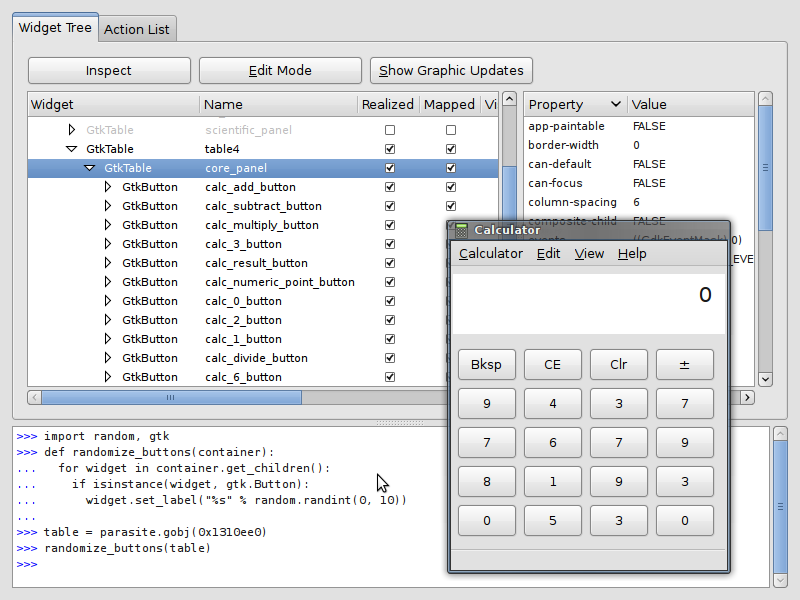 Widget Tree Action List
Inspect Edit Mode Show Graphic Updates
Widget Name Realized Mapped Vi
GtkTable scientific_panel
GtkTable table4
GtkTable core_panel
GtkButton calc_add_button
GtkButton calc_subtract_button
GtkButton calc_multiply_button
GtkButton calc_3_button
GtkButton calc_result_button
GtkButton calc_numeric_point_button
GtkButton calc_0_button
GtkButton calc_2_button
GtkButton calc_1_button
GtkButton calc_divide_button
GtkButton calc_6_button
Property Value
app-paintable FALSE
border-width 0
can-default FALSE
can-focus FALSE
column-spacing 6
composite-child FALSE
events
_EVE
Calculator
Calculator Edit View Help
0
Bksp CE Clr ±
9 4 3 7
7 6 7 9
8 1 9 3
0 5 3 0
>>> import random, gtk
>>> def randomize_buttons(container):
...   for widget in container.get_children():
...     if isinstance(widget, gtk.Button):
...       widget.set_label("%s" % random.randint(0, 10))
...
>>> table = parasite.gobj(0x1310ee0)
>>> randomize_buttons(table)
>>>